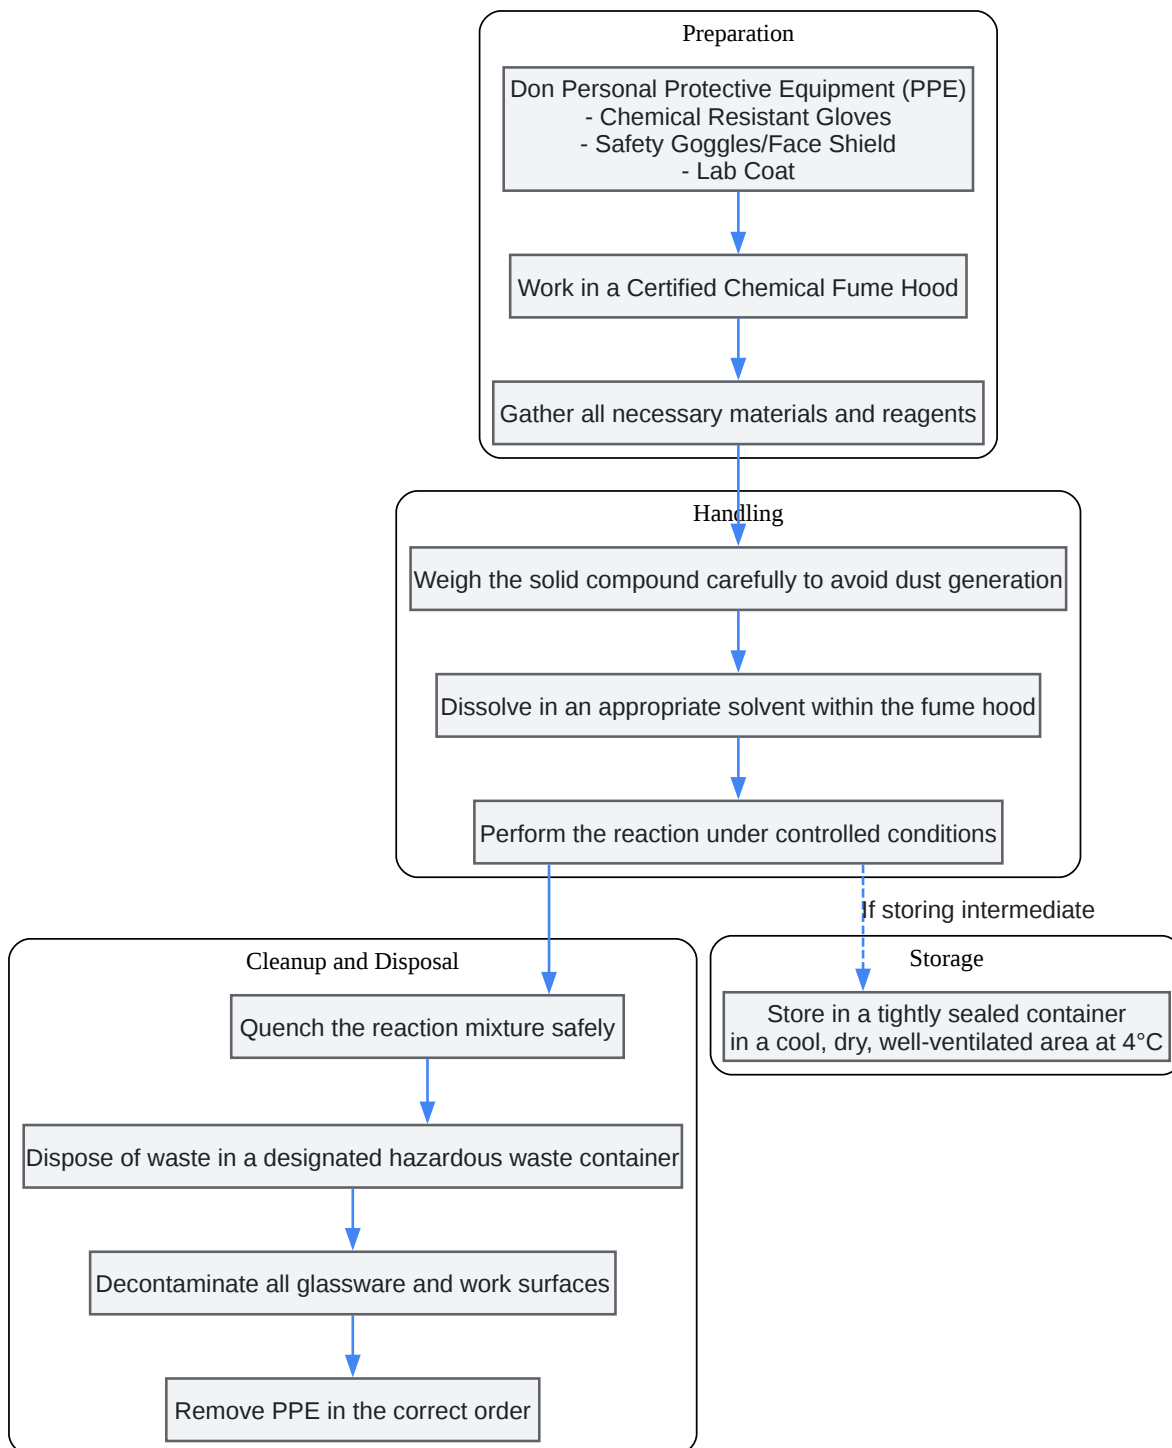 Preparation
Don Personal Protective Equipment (PPE)
- Chemical Resistant Gloves
- Safety Goggles/Face Shield
- Lab Coat
Work in a Certified Chemical Fume Hood
Gather all necessary materials and reagents
Handling
Weigh the solid compound carefully to avoid dust generation
Dissolve in an appropriate solvent within the fume hood
Perform the reaction under controlled conditions
If storing intermediate
Cleanup and Disposal
Quench the reaction mixture safely
Dispose of waste in a designated hazardous waste container
Decontaminate all glassware and work surfaces
Remove PPE in the correct order
Storage
Store in a tightly sealed container
in a cool, dry, well-ventilated area at 4°C